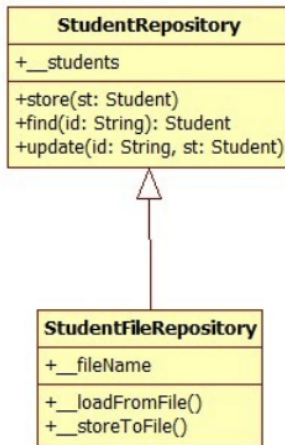 StudentRepository
+__students
+store(st: Student)
+find(id: String): Student
+update(id: String, st: Student)
StudentFileRepository
+__fileName
+__loadFromFile()
+__storeToFile()